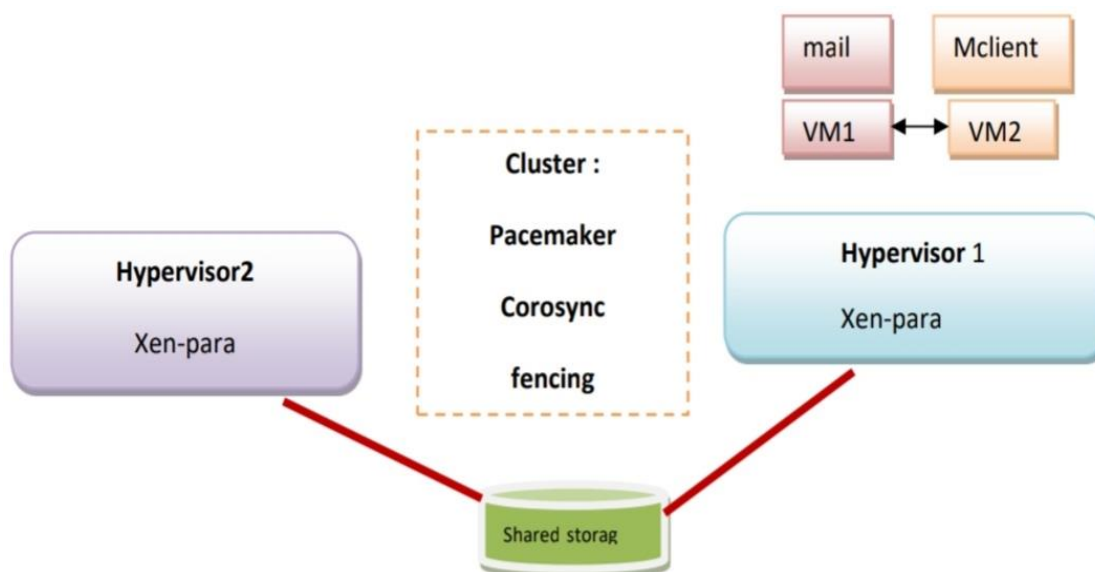 mail
Mclient
VM1
VM2
Cluster :
Pacemaker
Corosync
fencing
Hypervisor2
Xen-para
Hypervisor 1
Xen-para
Shared storag